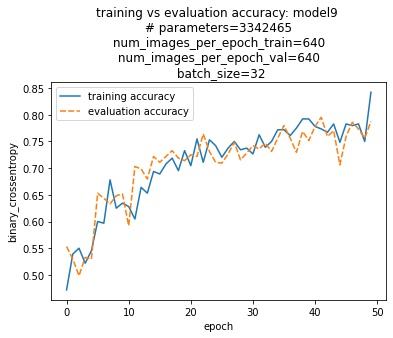 training vs evaluation accuracy: model9
# parameters=3342465
num_images_per_epoch_train=640
num_images_per_epoch_val=640
batch_size=32
training accuracy
evaluation accuracy
0.85
0.80
0.75
0.70
0.65
0.60
0.55
0.50
binary_crossentropy
0
10
20
30
40
50
epoch